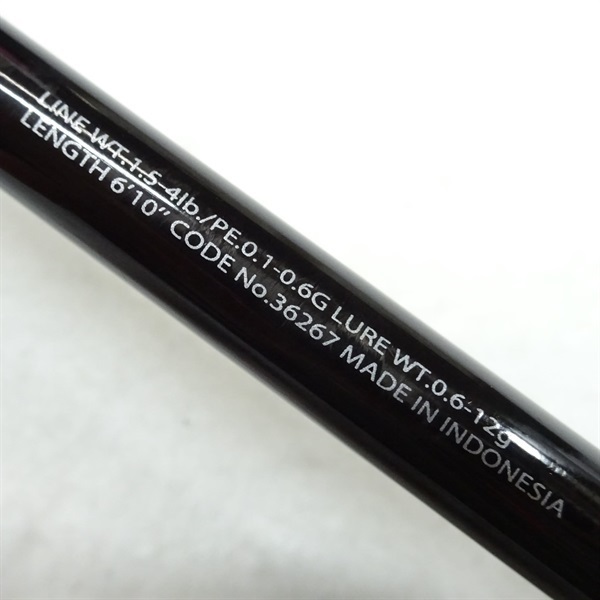 LINE WT.1.5-4lb./PE.0.1-0.6G LURE WT.0.6-12g
LENGTH 6'10" CODE No.36267 MADE IN INDONESIA